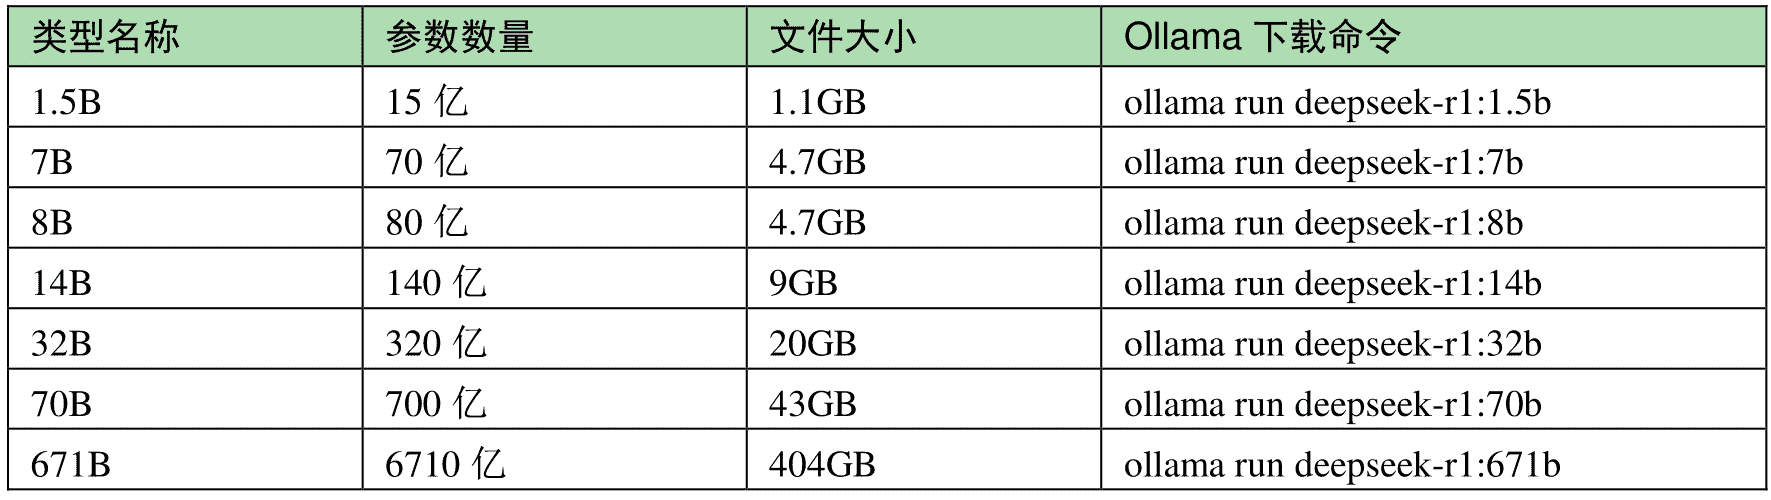 类型名称 参数数量 文件大小 Ollama 下载命令
1.5B 15 亿 1.1GB ollama run deepseek-r1:1.5b
7B 70 亿 4.7GB ollama run deepseek-r1:7b
8B 80 亿 4.7GB ollama run deepseek-r1:8b
14B 140 亿 9GB ollama run deepseek-r1:14b
32B 320 亿 20GB ollama run deepseek-r1:32b
70B 700 亿 43GB ollama run deepseek-r1:70b
671B 6710 亿 404GB ollama run deepseek-r1:671b